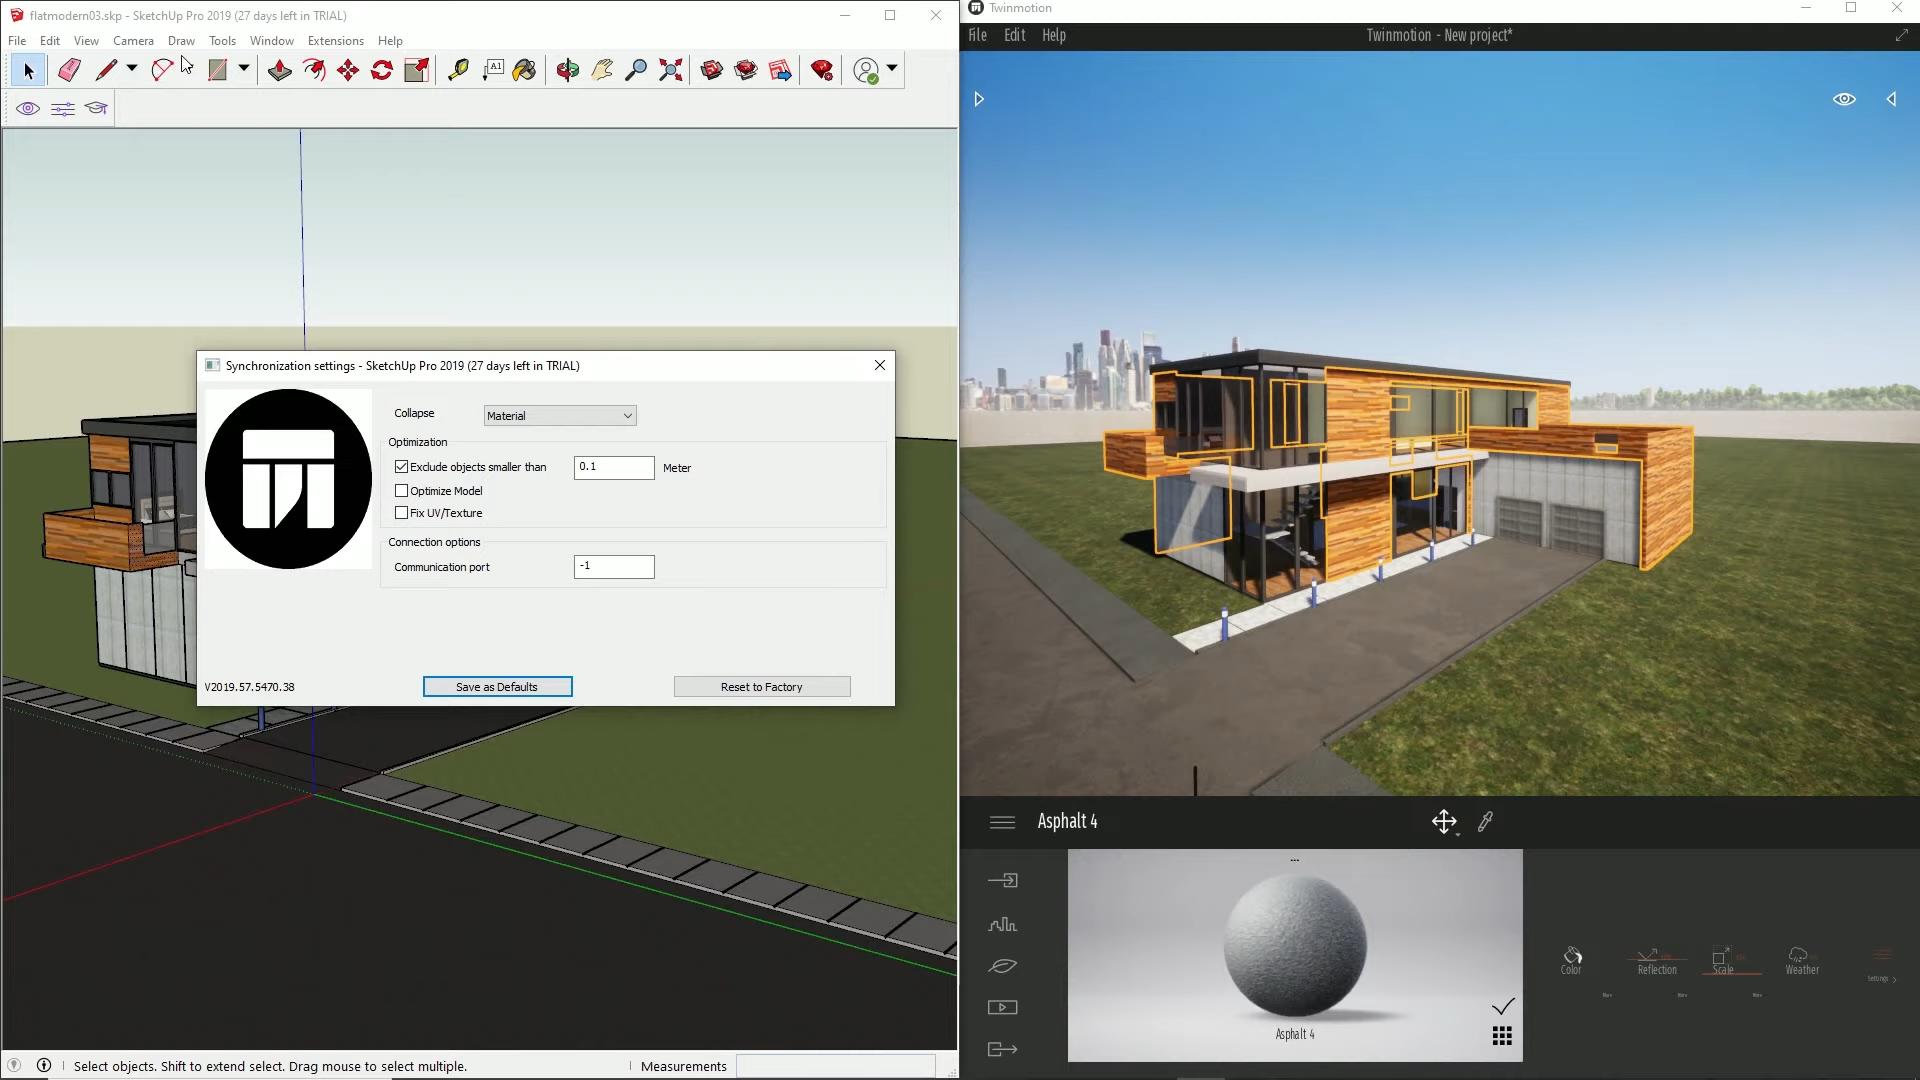 flatmodern03.skp - SketchUp Pro 2019 (27 days left in TRIAL)
File Edit View Camera Draw Tools Window Extensions Help
A1
Synchronization settings - SketchUp Pro 2019 (27 days left in TRIAL)
Collapse Material
Optimization
Exclude objects smaller than 0.1 Meter
Optimize Model
Fix UV/Texture
Connection options
Communication port -1
V2019.57.5470.38 Save as Defaults Reset to Factory
Select objects. Shift to extend select. Drag mouse to select multiple. Measurements
Twinmotion
File Edit Help Twinmotion - New project*
Asphalt 4
...
Asphalt 4
Color Reflection Scale Weather Settings
More More More